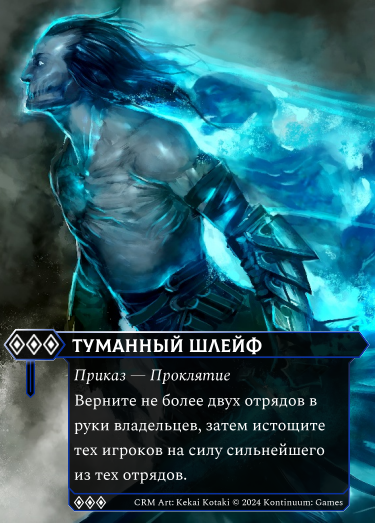 ТУМАННЫЙ ШЛЕЙФ
Приказ — Проклятие
Верните не более двух отрядов в
руки владельцев, затем истощите
тех игроков на силу сильнейшего
из тех отрядов.
CRM Art: Kekai Kotaki © 2024 Kontinuum: Games